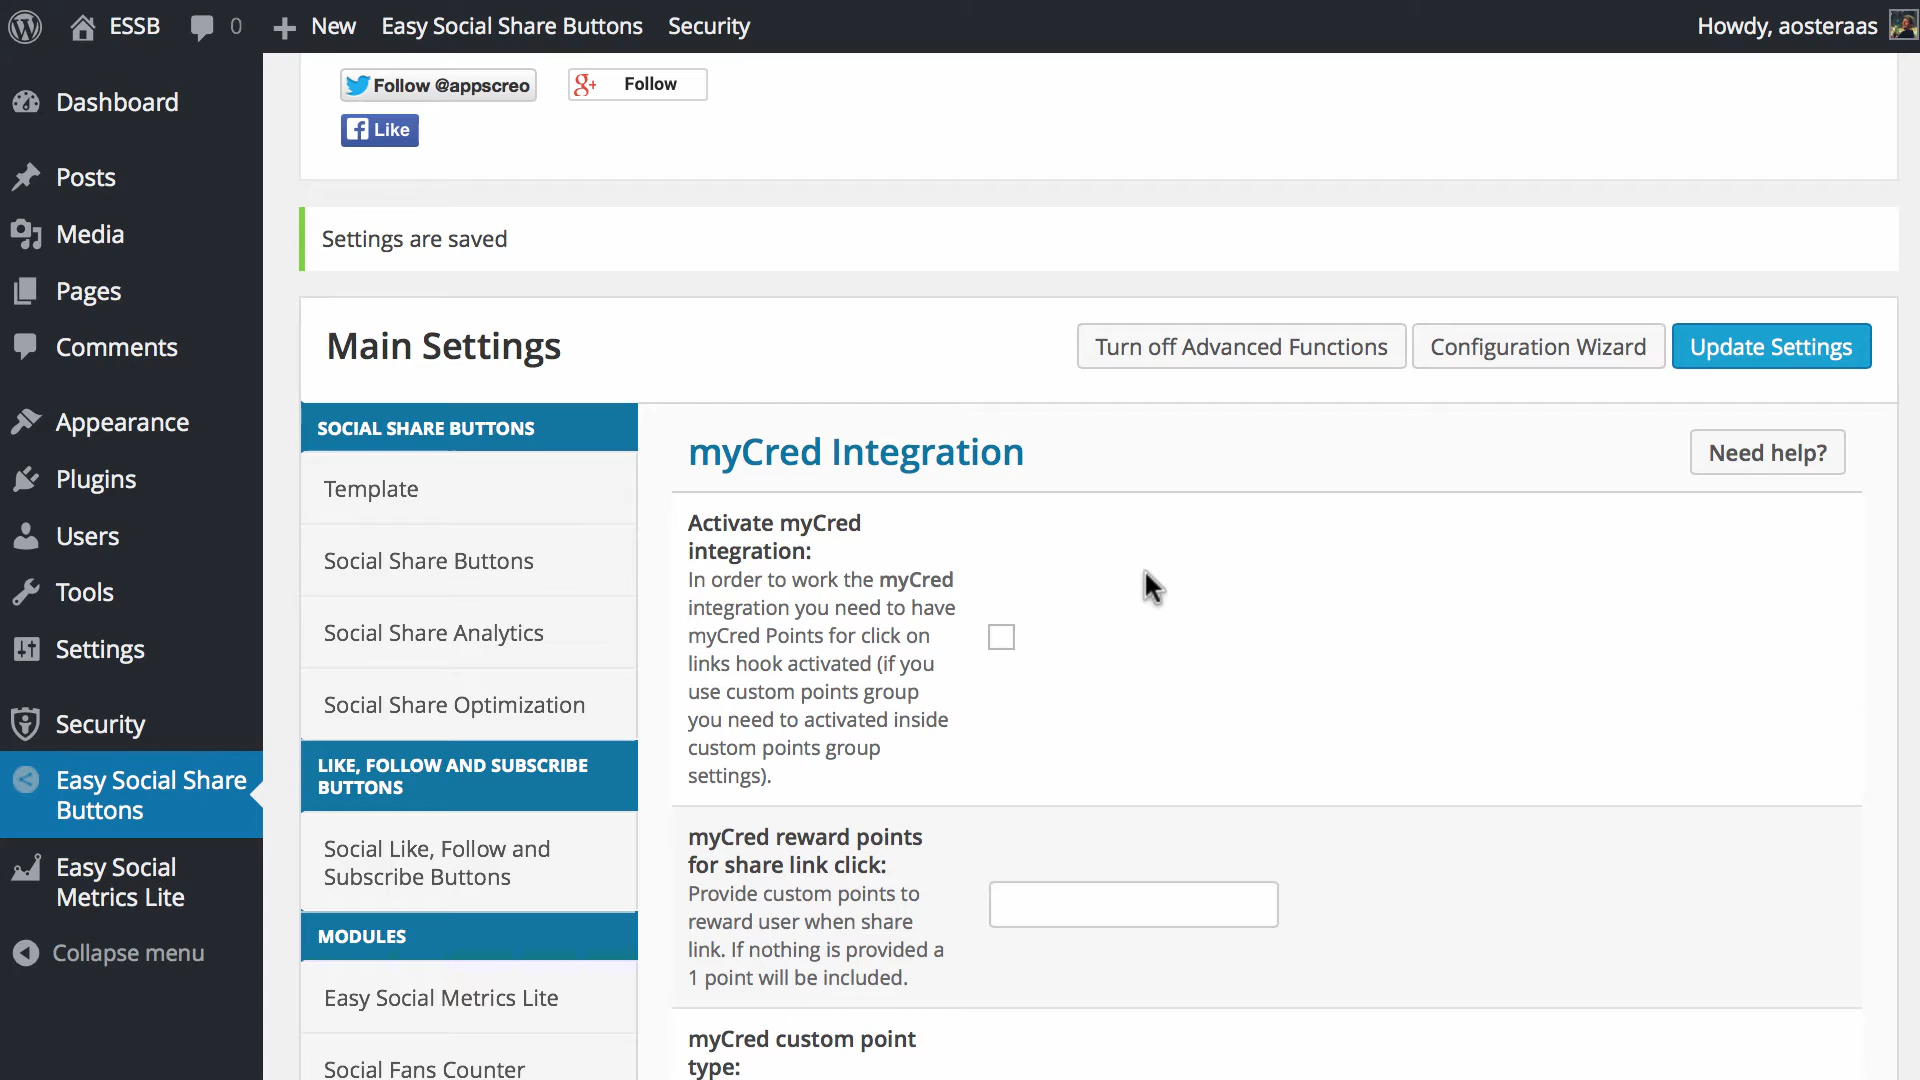 ESSB
0
New
Easy Social Share Buttons
Security
Howdy, aosteraas
Dashboard
Posts
Media
Pages
Comments
Appearance
Plugins
Users
Tools
Settings
Security
Easy Social Share
Buttons
Easy Social
Metrics Lite
Collapse menu
Follow @appscreo
g+ Follow
Like
Settings are saved
Main Settings
Turn off Advanced Functions
Configuration Wizard
Update Settings
SOCIAL SHARE BUTTONS
Template
Social Share Buttons
Social Share Analytics
Social Share Optimization
LIKE, FOLLOW AND SUBSCRIBE
BUTTONS
Social Like, Follow and
Subscribe Buttons
MODULES
Easy Social Metrics Lite
Social Fans Counter
myCred Integration
Need help?
Activate myCred
integration:
In order to work the myCred
integration you need to have
myCred Points for click on
links hook activated (if you
use custom points group
you need to activated inside
custom points group
settings).
myCred reward points
for share link click:
Provide custom points to
reward user when share
link. If nothing is provided a
1 point will be included.
myCred custom point
type: